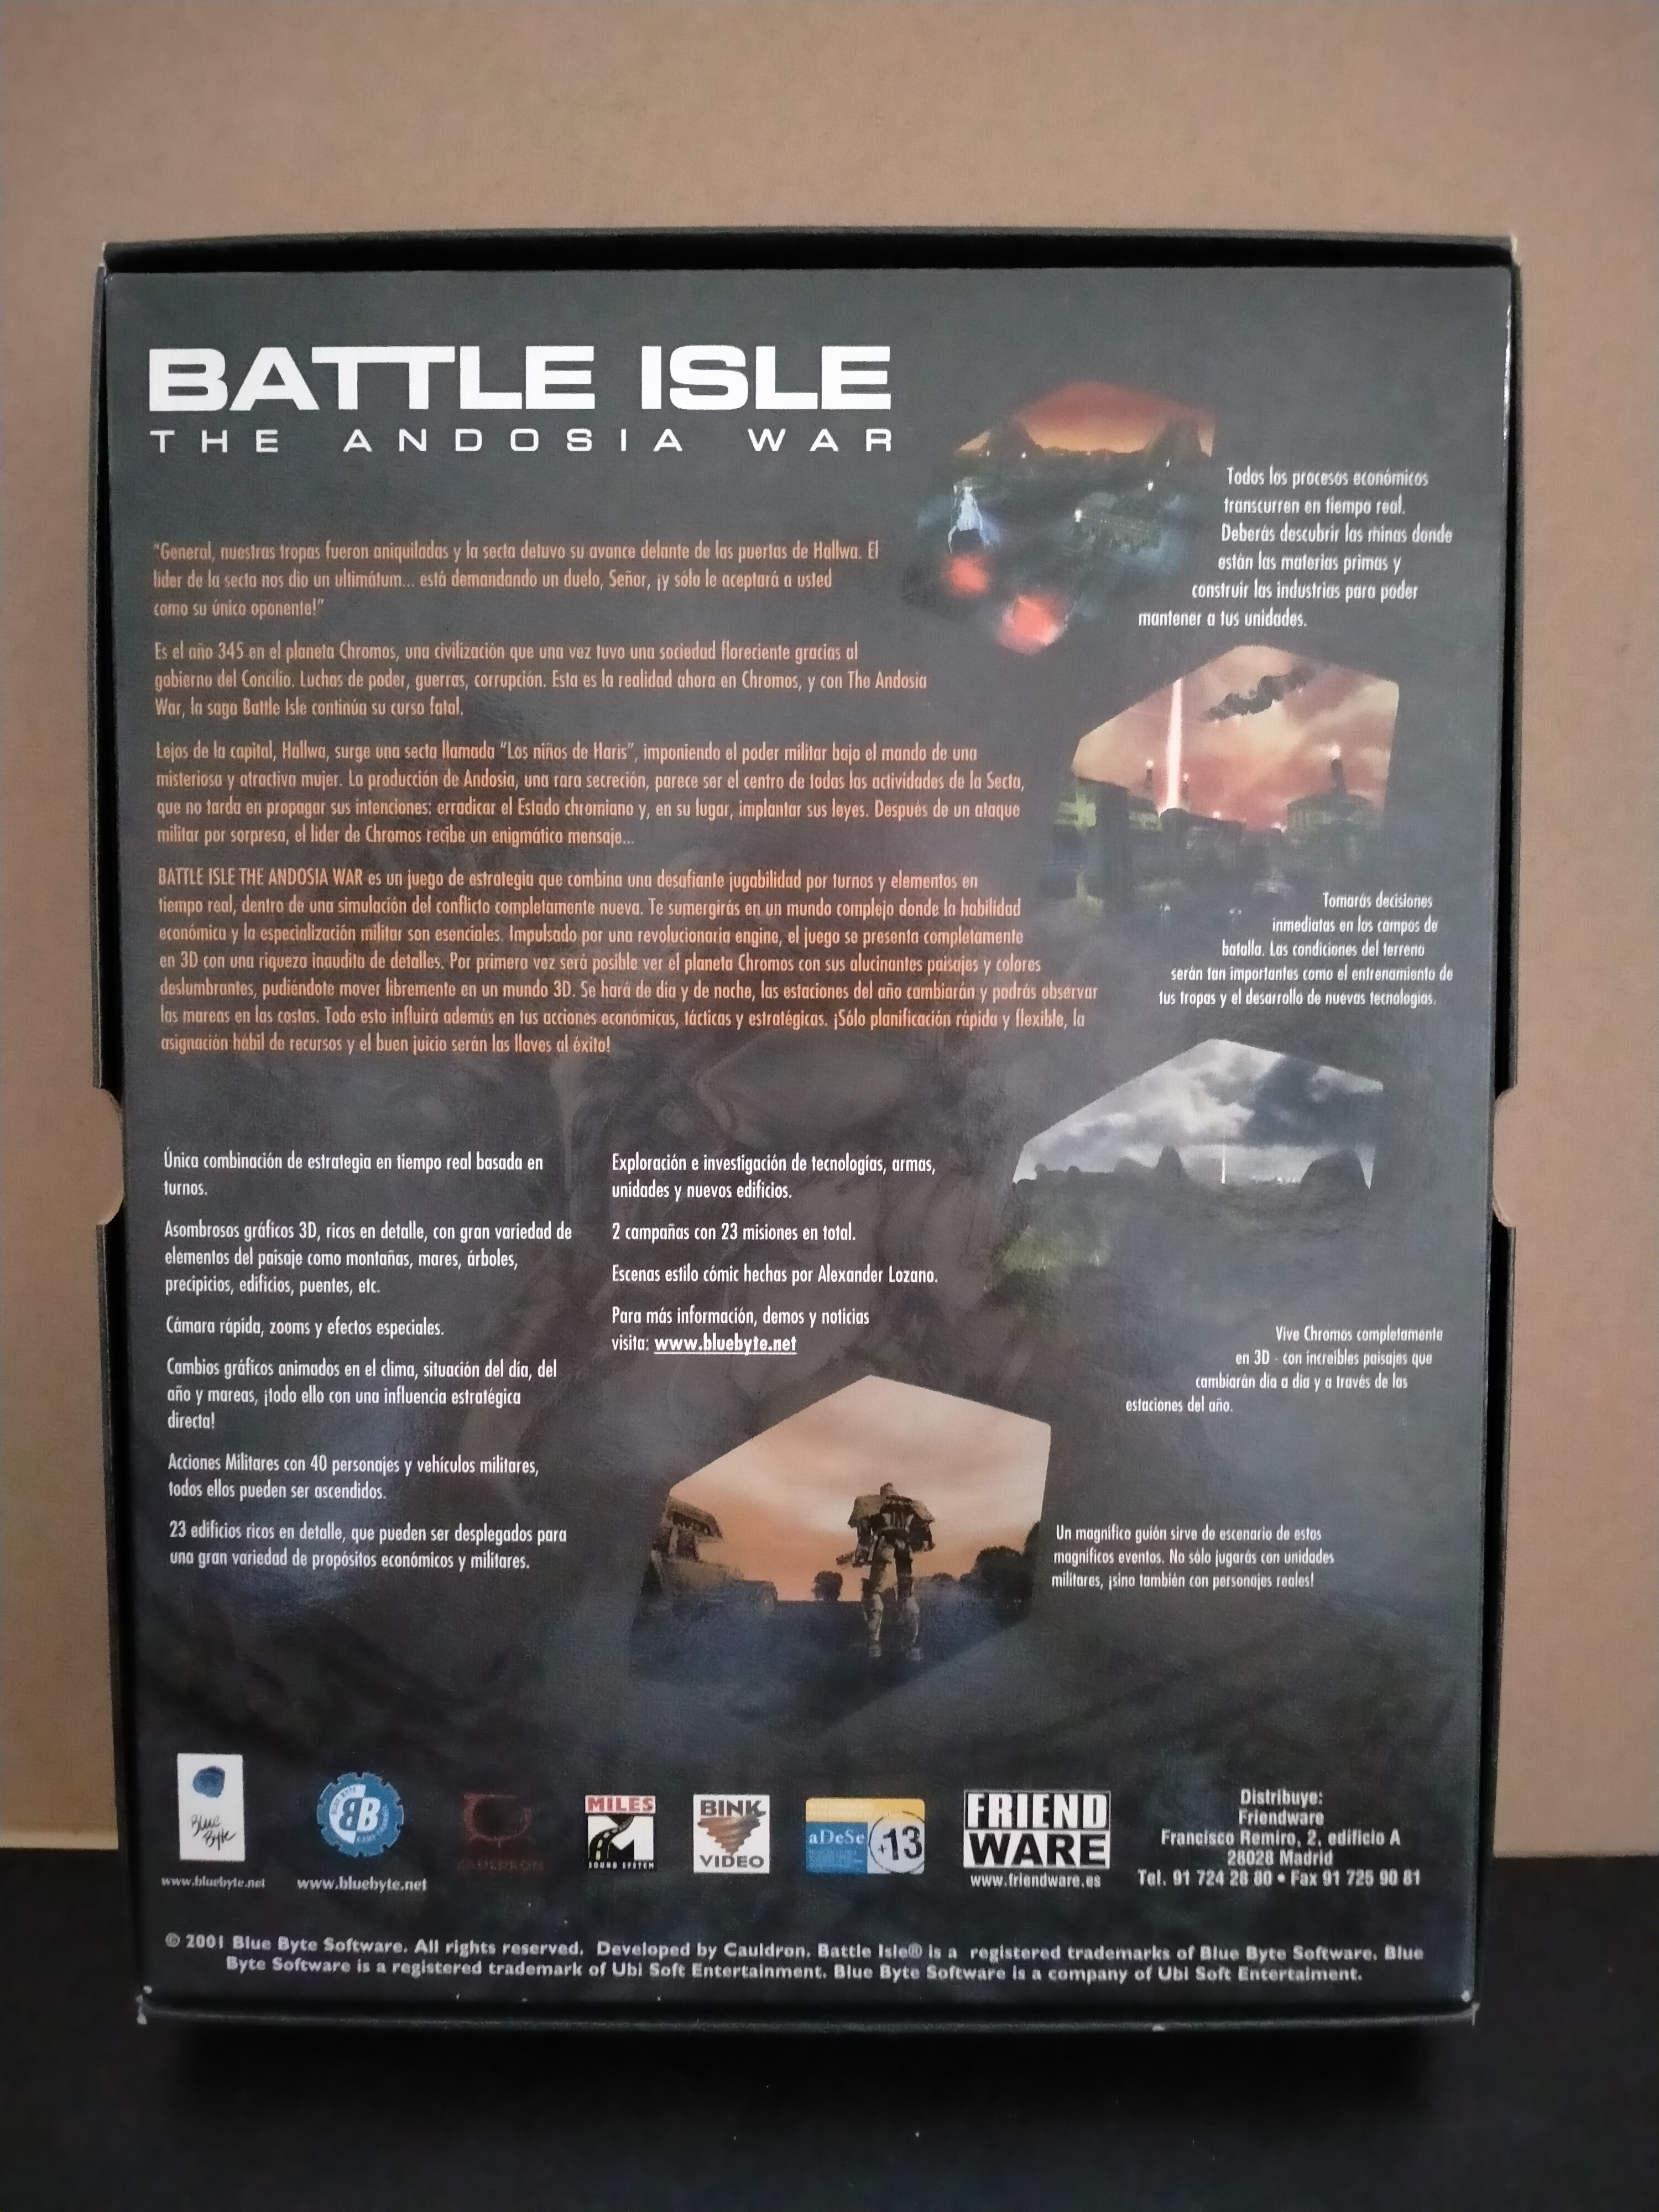 BATTLE ISLE
THE ANDOSIA WAR
"General, nuestras tropas fueron aniquiladas y la secta detuvo su avance delante de las puertas de Hallwa. El
líder de la secta nos dio un ultimátum... está demandando un duelo, Señor, ¡y sólo le aceptará a usted
como su único oponente!"
Es el año 345 en el planeta Chromos, una civilización que una vez tuvo una sociedad floreciente gracias al
gobierno del Concilio. Luchas de poder, guerras, corrupción. Esta es la realidad ahora en Chromos, y con The Andosia
War, la saga Battle Isle continúa su curso fatal.
Lejos de la capital, Hallwa, surge una secta llamada "Los niños de Haris", imponiendo el poder militar bajo el mando de una
misteriosa y atractiva mujer. La producción de Andosia, una rara secreción, parece ser el centro de todas las actividades de la Secta,
que no tarda en propagar sus intenciones: erradicar el Estado chromiano y, en su lugar, implantar sus leyes. Después de un ataque
militar por sorpresa, el líder de Chromos recibe un enigmático mensaje...
BATTLE ISLE THE ANDOSIA WAR es un juego de estrategia que combina una desafiante jugabilidad por turnos y elementos en
tiempo real, dentro de una simulación del conflicto completamente nueva. Te sumergirás en un mundo complejo donde la habilidad
económica y la especialización militar son esenciales. Impulsado por una revolucionaria engine, el juego se presenta completamente
en 3D con una riqueza inaudita de detalles. Por primera vez será posible ver el planeta Chromos con sus alucinantes paisajes y colores
deslumbrantes, pudiéndote mover libremente en un mundo 3D. Se hará de día y de noche, las estaciones del año cambiarán y podrás observar
las mareas en las costas. Todo esto influirá además en tus acciones económicas, tácticas y estratégicas. ¡Sólo planificación rápida y flexible, la
asignación hábil de recursos y el buen juicio serán las llaves al éxito!
Todos los procesos económicos
transcurren en tiempo real.
Deberás descubrir las minas donde
están las materias primas y
construir las industrias para poder
mantener a tus unidades.
Tomarás decisiones
inmediatas en los campos de
batalla. Las condiciones del terreno
serán tan importantes como el entrenamiento de
tus tropas y el desarrollo de nuevas tecnologías.
Vive Chromos completamente
en 3D - con increíbles paisajes que
cambiarán día a día y a través de las
estaciones del año.
Un magnífico guión sirve de escenario de estos
magníficos eventos. No sólo jugarás con unidades
militares, ¡sino también con personajes reales!
Única combinación de estrategia en tiempo real basada en
turnos.
Asombrosos gráficos 3D, ricos en detalle, con gran variedad de
elementos del paisaje como montañas, mares, árboles,
precipicios, edificios, puentes, etc.
Cámara rápida, zooms y efectos especiales.
Cambios gráficos animados en el clima, situación del día, del
año y mareas, ¡todo ello con una influencia estratégica
directa!
Acciones Militares con 40 personajes y vehículos militares,
todos ellos pueden ser ascendidos.
23 edificios ricos en detalle, que pueden ser desplegados para
una gran variedad de propósitos económicos y militares.
Exploración e investigación de tecnologías, armas,
unidades y nuevos edificios.
2 campañas con 23 misiones en total.
Escenas estilo cómic hechas por Alexander Lozano.
Para más información, demos y noticias
visita: www.bluebyte.net
Blue
Byte
www.bluebyte.net
BB
www.bluebyte.net
CAULDRON
MILES
SOUND SYSTEM
BINK
VIDEO
aDeSe
+13
FRIEND
WARE
www.friendware.es
Distribuye:
Friendware
Francisco Remiro, 2, edificio A
28028 Madrid
Tel. 91 724 28 80 • Fax 91 725 90 81
© 2001 Blue Byte Software. All rights reserved. Developed by Cauldron. Battle Isle® is a registered trademarks of Blue Byte Software. Blue
Byte Software is a registered trademark of Ubi Soft Entertainment. Blue Byte Software is a company of Ubi Soft Entertaiment.